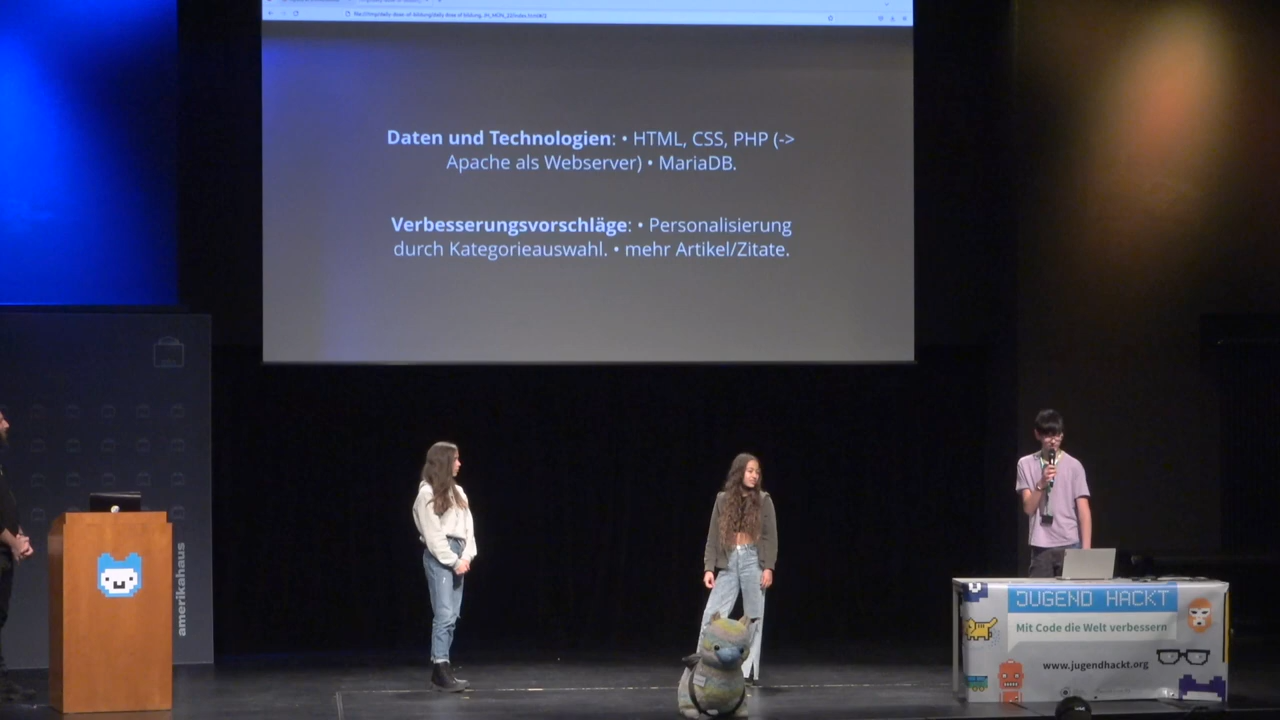 Daten und Technologien: • HTML, CSS, PHP (->
Apache als Webserver) • MariaDB.
Verbesserungsvorschläge: • Personalisierung
durch Kategorieauswahl. • mehr Artikel/Zitate.
amerikahaus
JUGEND HACKT
Mit Code die Welt verbessern
www.jugendhackt.org